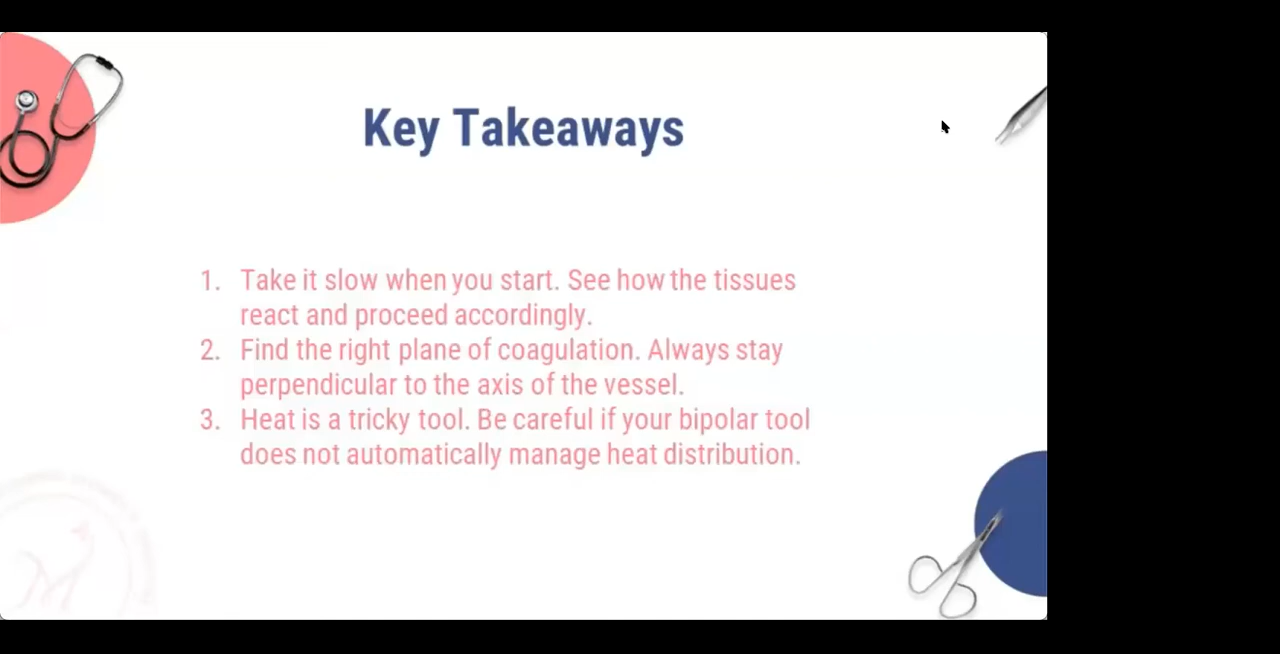 Key Takeaways
1. Take it slow when you start. See how the tissues
react and proceed accordingly.
2. Find the right plane of coagulation. Always stay
perpendicular to the axis of the vessel.
3. Heat is a tricky tool. Be careful if your bipolar tool
does not automatically manage heat distribution.